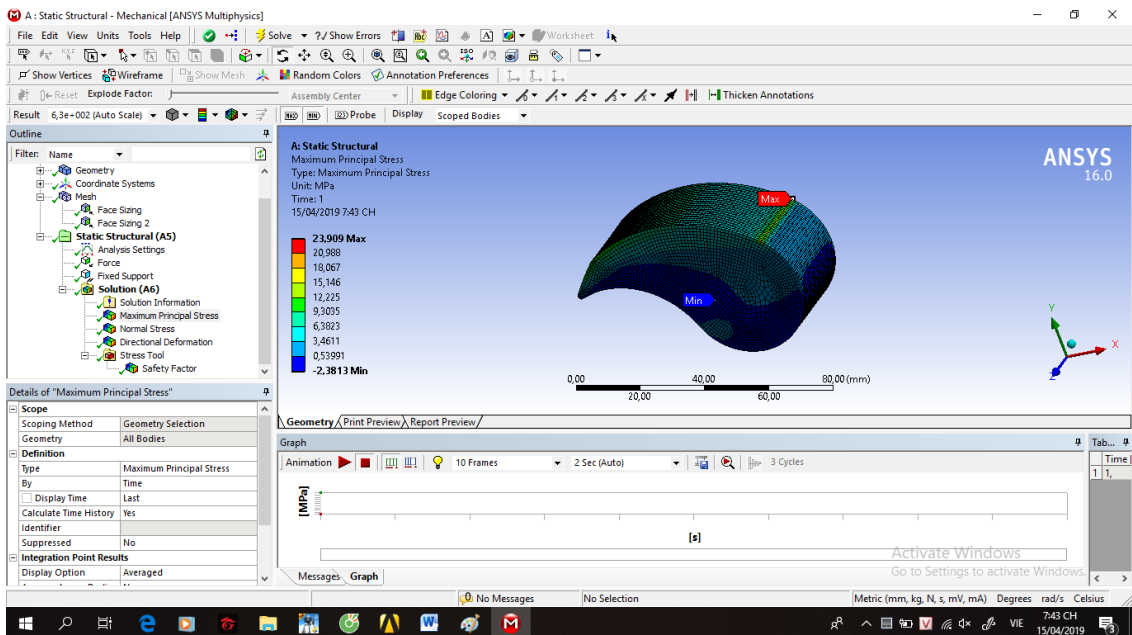 A : Static Structural - Mechanical [ANSYS Multiphysics]
File Edit View Units Tools Help Solve ?/ Show Errors Worksheet
Show Vertices Wireframe Show Mesh Random Colors Annotation Preferences
Reset Explode Factor: Assembly Center Edge Coloring Thicken Annotations
Result 6,3e+002 (Auto Scale) MAX MIN Probe Display Scoped Bodies
Outline
Filter: Name
Geometry
Coordinate Systems
Mesh
Face Sizing
Face Sizing 2
Static Structural (A5)
Analysis Settings
Force
Fixed Support
Solution (A6)
Solution Information
Maximum Principal Stress
Normal Stress
Directional Deformation
Stress Tool
Safety Factor
A: Static Structural
Maximum Principal Stress
Type: Maximum Principal Stress
Unit: MPa
Time: 1
15/04/2019 7:43 CH
23,909 Max
20,988
18,067
15,146
12,225
9,3035
6,3823
3,4611
0,53991
-2,3813 Min
ANSYS
16.0
Max
Min
Y
X
Z
0,00 40,00 80,00 (mm)
20,00 60,00
Geometry Print Preview Report Preview
Details of "Maximum Principal Stress"
Scope
Scoping Method Geometry Selection
Geometry All Bodies
Definition
Type Maximum Principal Stress
By Time
Display Time Last
Calculate Time History Yes
Identifier
Suppressed No
Integration Point Results
Display Option Averaged
Graph
Animation 10 Frames 2 Sec (Auto) 3 Cycles
[MPa]
[s]
Messages Graph
Tab...
Time
1 1,
Activate Windows
Go to Settings to activate Windows.
No Messages No Selection Metric (mm, kg, N, s, mV, mA) Degrees rad/s Celsius
VIE 7:43 CH
15/04/2019